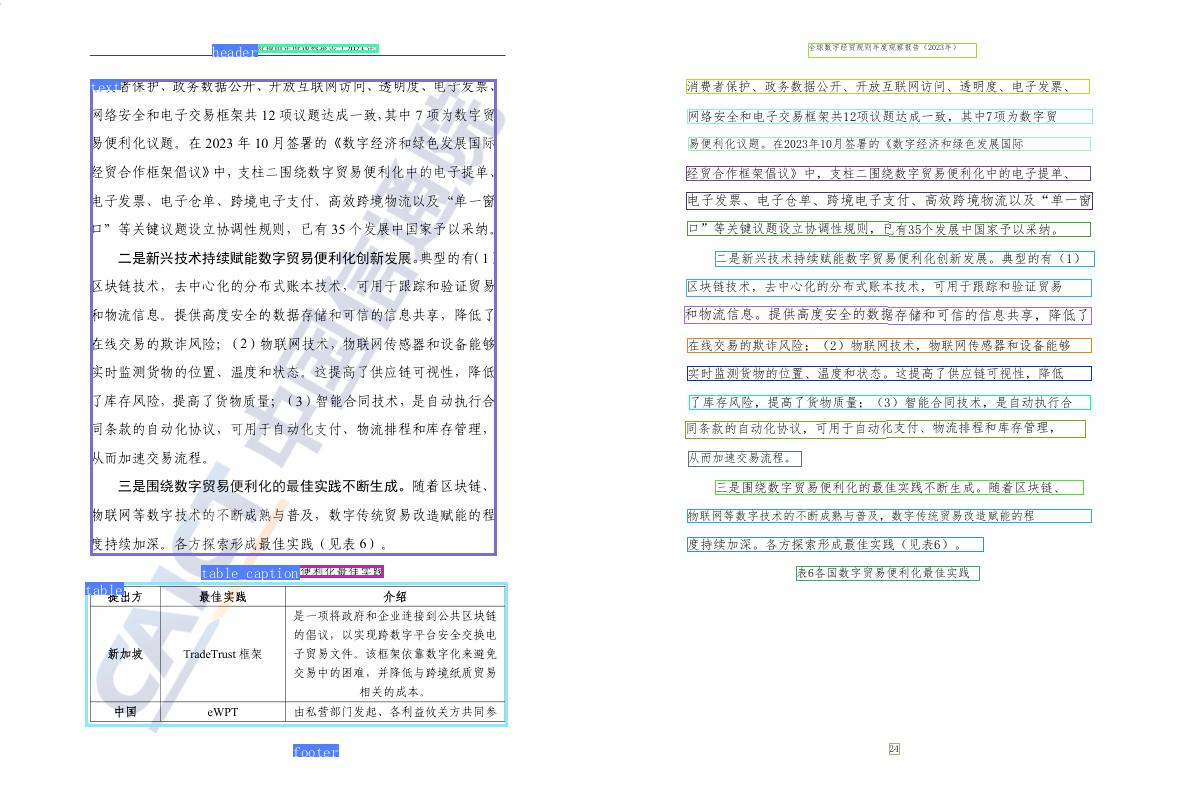 header
text者保护、政务数据公开、开放互联网访问、透明度、电子发票、
网络安全和电子交易框架共 12 项议题达成一致,其中 7 项为数字贸
易便利化议题。在 2023 年 10 月签署的《数字经济和绿色发展国际
经贸合作框架倡议》中，支柱二围绕数字贸易便利化中的电子提单、
电子发票、电子仓单、跨境电子支付、高效跨境物流以及“单一窗
口”等关键议题设立协调性规则，已有 35 个发展中国家予以采纳。
二是新兴技术持续赋能数字贸易便利化创新发展。典型的有（1
区块链技术，去中心化的分布式账本技术，可用于跟踪和验证贸易
和物流信息。提供高度安全的数据存储和可信的信息共享，降低了
在线交易的欺诈风险；（2）物联网技术，物联网传感器和设备能够
实时监测货物的位置、温度和状态。这提高了供应链可视性，降低
了库存风险，提高了货物质量；（3）智能合同技术，是自动执行合
同条款的自动化协议，可用于自动化支付、物流排程和库存管理，
从而加速交易流程。
三是围绕数字贸易便利化的最佳实践不断生成。随着区块链、
物联网等数字技术的不断成熟与普及，数字传统贸易改造赋能的程
度持续加深。各方探索形成最佳实践（见表 6）。
table_caption 便利化最佳实践
table
提出方 最佳实践 介绍
是一项将政府和企业连接到公共区块链
的倡议，以实现跨数字平台安全交换电
新加坡 TradeTrust 框架 子贸易文件。该框架依靠数字化来避免
交易中的困难，并降低与跨境纸质贸易
相关的成本。
中国 eWPT 由私营部门发起、各利益攸关方共同参
footer
CAICT 中国信通院
全球数字经贸规则年度观察报告（2023年）
消费者保护、政务数据公开、开放互联网访问、透明度、电子发票、
网络安全和电子交易框架共12项议题达成一致，其中7项为数字贸
易便利化议题。在2023年10月签署的《数字经济和绿色发展国际
经贸合作框架倡议》中，支柱二围绕数字贸易便利化中的电子提单、
电子发票、电子仓单、跨境电子支付、高效跨境物流以及“单一窗
口”等关键议题设立协调性规则，已有35个发展中国家予以采纳。
二是新兴技术持续赋能数字贸易便利化创新发展。典型的有（1）
区块链技术，去中心化的分布式账本技术，可用于跟踪和验证贸易
和物流信息。提供高度安全的数据存储和可信的信息共享，降低了
在线交易的欺诈风险；（2）物联网技术，物联网传感器和设备能够
实时监测货物的位置、温度和状态。这提高了供应链可视性，降低
了库存风险，提高了货物质量；（3）智能合同技术，是自动执行合
同条款的自动化协议，可用于自动化支付、物流排程和库存管理，
从而加速交易流程。
三是围绕数字贸易便利化的最佳实践不断生成。随着区块链、
物联网等数字技术的不断成熟与普及，数字传统贸易改造赋能的程
度持续加深。各方探索形成最佳实践（见表6）。
表6各国数字贸易便利化最佳实践
24